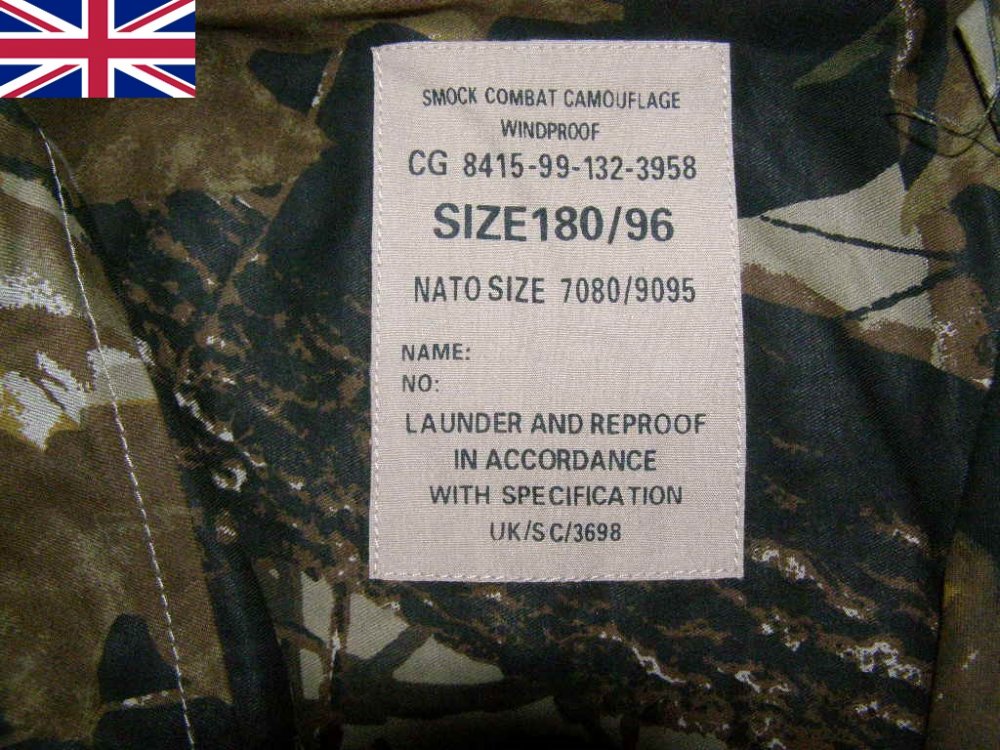 SMOCK COMBAT CAMOUFLAGE
WINDPROOF
CG 8415-99-132-3958
SIZE180/96
NATO SIZE 7080/9095
NAME:
NO:
LAUNDER AND REPROOF
IN ACCORDANCE
WITH SPECIFICATION
UK/SC/3698